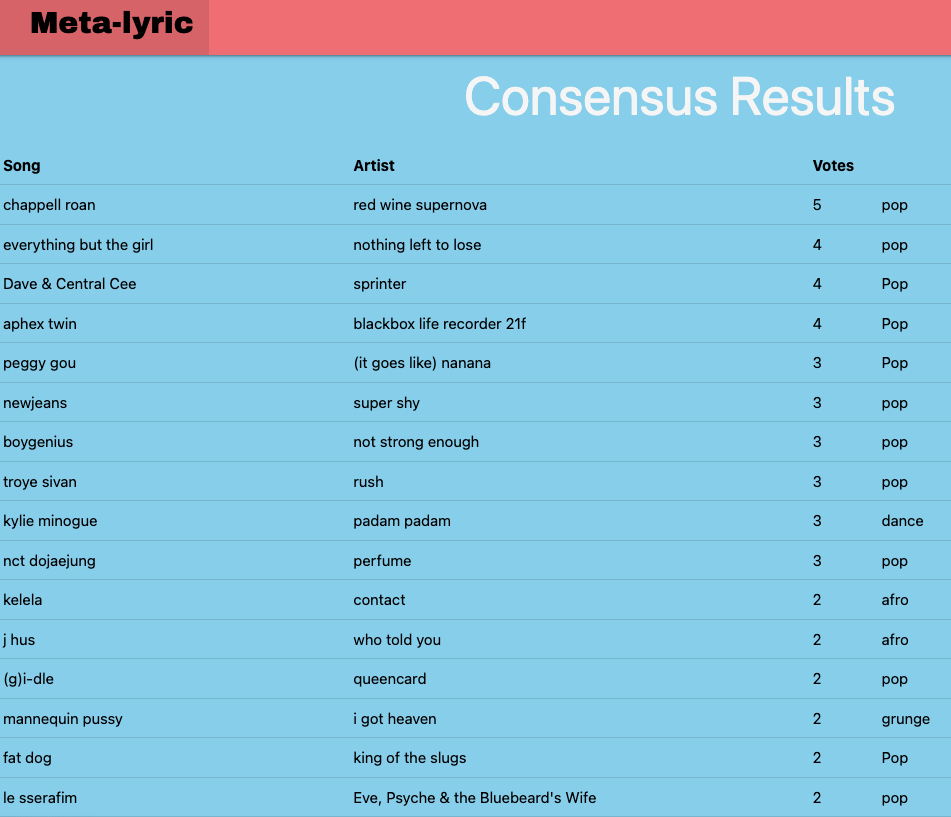 Meta-lyric
Consensus Results
Song Artist Votes
chappell roan red wine supernova 5 pop
everything but the girl nothing left to lose 4 pop
Dave & Central Cee sprinter 4 Pop
aphex twin blackbox life recorder 21f 4 Pop
peggy gou (it goes like) nanana 3 Pop
newjeans super shy 3 pop
boygenius not strong enough 3 pop
troye sivan rush 3 pop
kylie minogue padam padam 3 dance
nct dojaejung perfume 3 pop
kelela contact 2 afro
j hus who told you 2 afro
(g)i-dle queencard 2 pop
mannequin pussy i got heaven 2 grunge
fat dog king of the slugs 2 Pop
le sserafim Eve, Psyche & the Bluebeard's Wife 2 pop